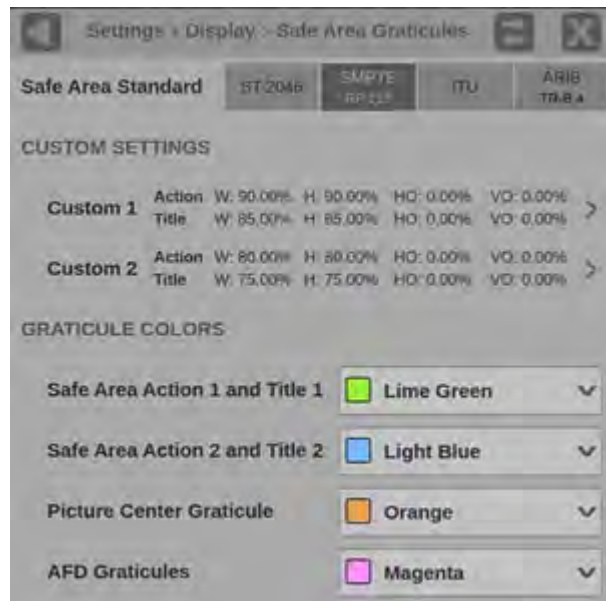 Settings > Display > Safe Area Graticules
Safe Area Standard ST 2046 SMPTE ITU ARIB
TR-B.4
CUSTOM SETTINGS
Custom 1 Action W: 90.00% H: 90.00% HO: 0.00% VO: 0.00% >
Title W: 85.00% H: 85.00% HO: 0.00% VO: 0.00%
Custom 2 Action W: 80.00% H: 80.00% HO: 0.00% VO: 0.00% >
Title W: 75.00% H: 75.00% HO: 0.00% VO: 0.00%
GRATICULE COLORS
Safe Area Action 1 and Title 1 Lime Green
Safe Area Action 2 and Title 2 Light Blue
Picture Center Graticule Orange
AFD Graticules Magenta